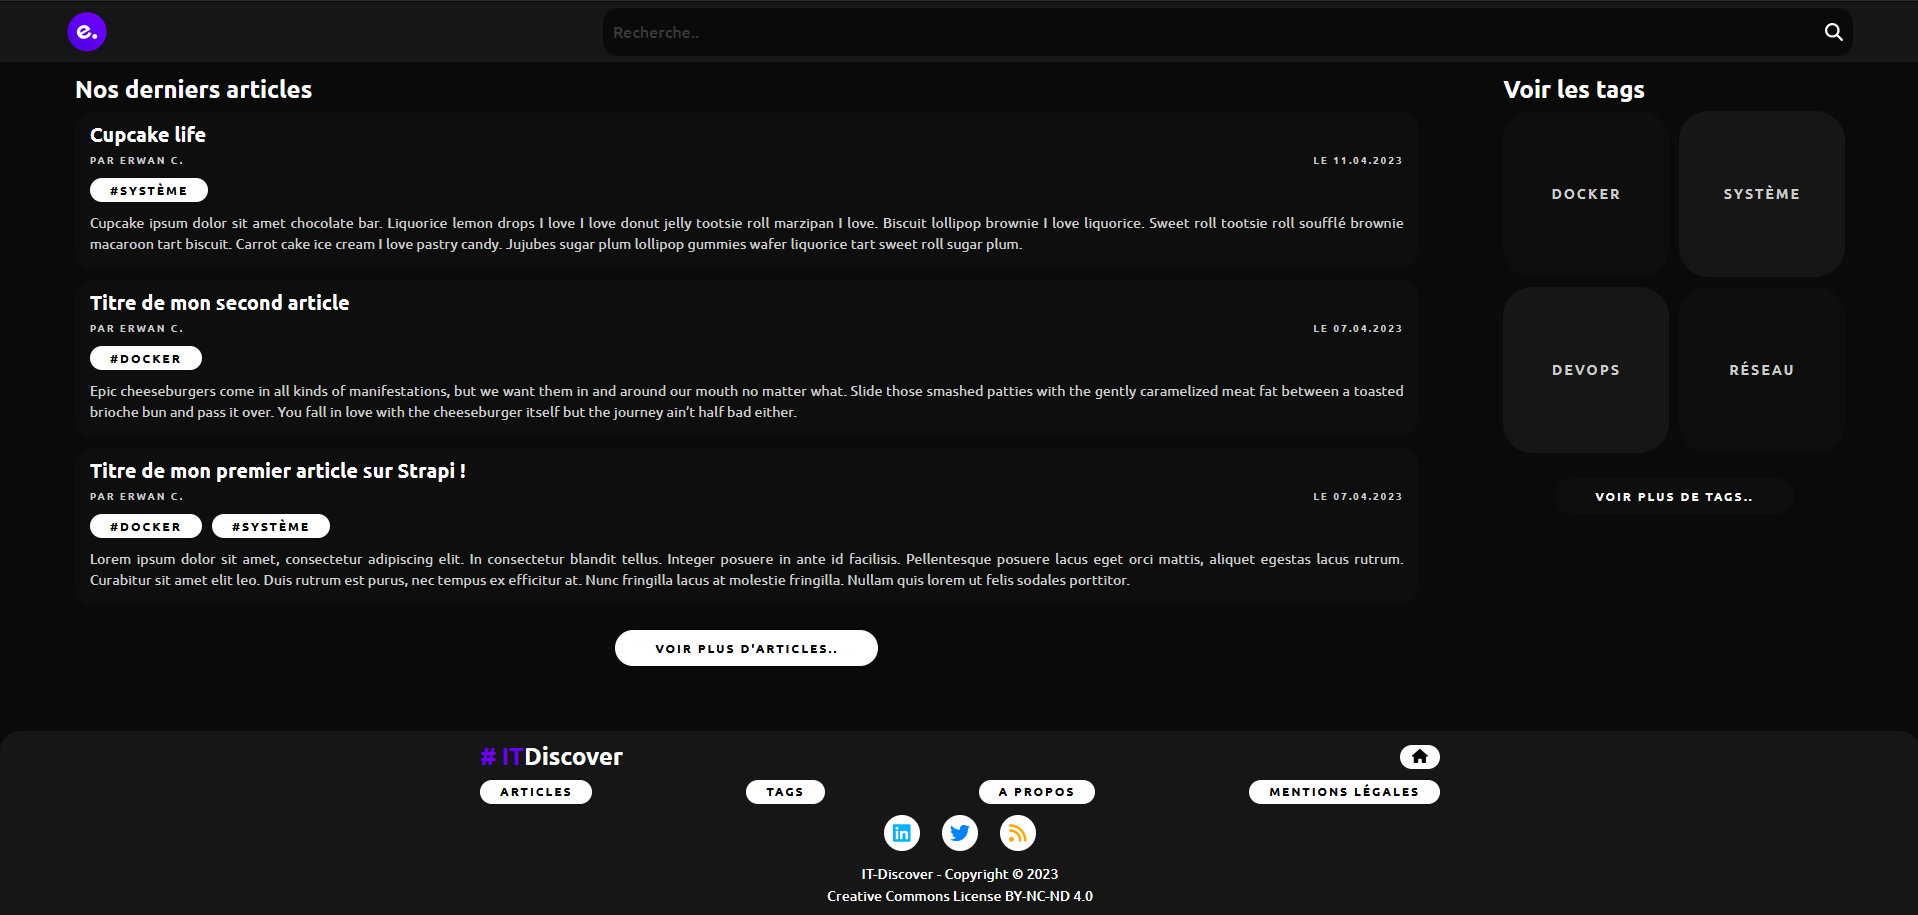 e.
Recherche..
Nos derniers articles
Cupcake life
PAR ERWAN C.
LE 11.04.2023
#SYSTÈME
Cupcake ipsum dolor sit amet chocolate bar. Liquorice lemon drops I love I love donut jelly tootsie roll marzipan I love. Biscuit lollipop brownie I love liquorice. Sweet roll tootsie roll soufflé brownie
macaroon tart biscuit. Carrot cake ice cream I love pastry candy. Jujubes sugar plum lollipop gummies wafer liquorice tart sweet roll sugar plum.
Titre de mon second article
PAR ERWAN C.
LE 07.04.2023
#DOCKER
Epic cheeseburgers come in all kinds of manifestations, but we want them in and around our mouth no matter what. Slide those smashed patties with the gently caramelized meat fat between a toasted
brioche bun and pass it over. You fall in love with the cheeseburger itself but the journey ain’t half bad either.
Titre de mon premier article sur Strapi !
PAR ERWAN C.
LE 07.04.2023
#DOCKER #SYSTÈME
Lorem ipsum dolor sit amet, consectetur adipiscing elit. In consectetur blandit tellus. Integer posuere in ante id facilisis. Pellentesque posuere lacus eget orci mattis, aliquet egestas lacus rutrum.
Curabitur sit amet elit leo. Duis rutrum est purus, nec tempus ex efficitur at. Nunc fringilla lacus at molestie fringilla. Nullam quis lorem ut felis sodales porttitor.
VOIR PLUS D'ARTICLES..
Voir les tags
DOCKER
SYSTÈME
DEVOPS
RÉSEAU
VOIR PLUS DE TAGS..
# ITDiscover
ARTICLES
TAGS
A PROPOS
MENTIONS LÉGALES
IT-Discover - Copyright © 2023
Creative Commons License BY-NC-ND 4.0